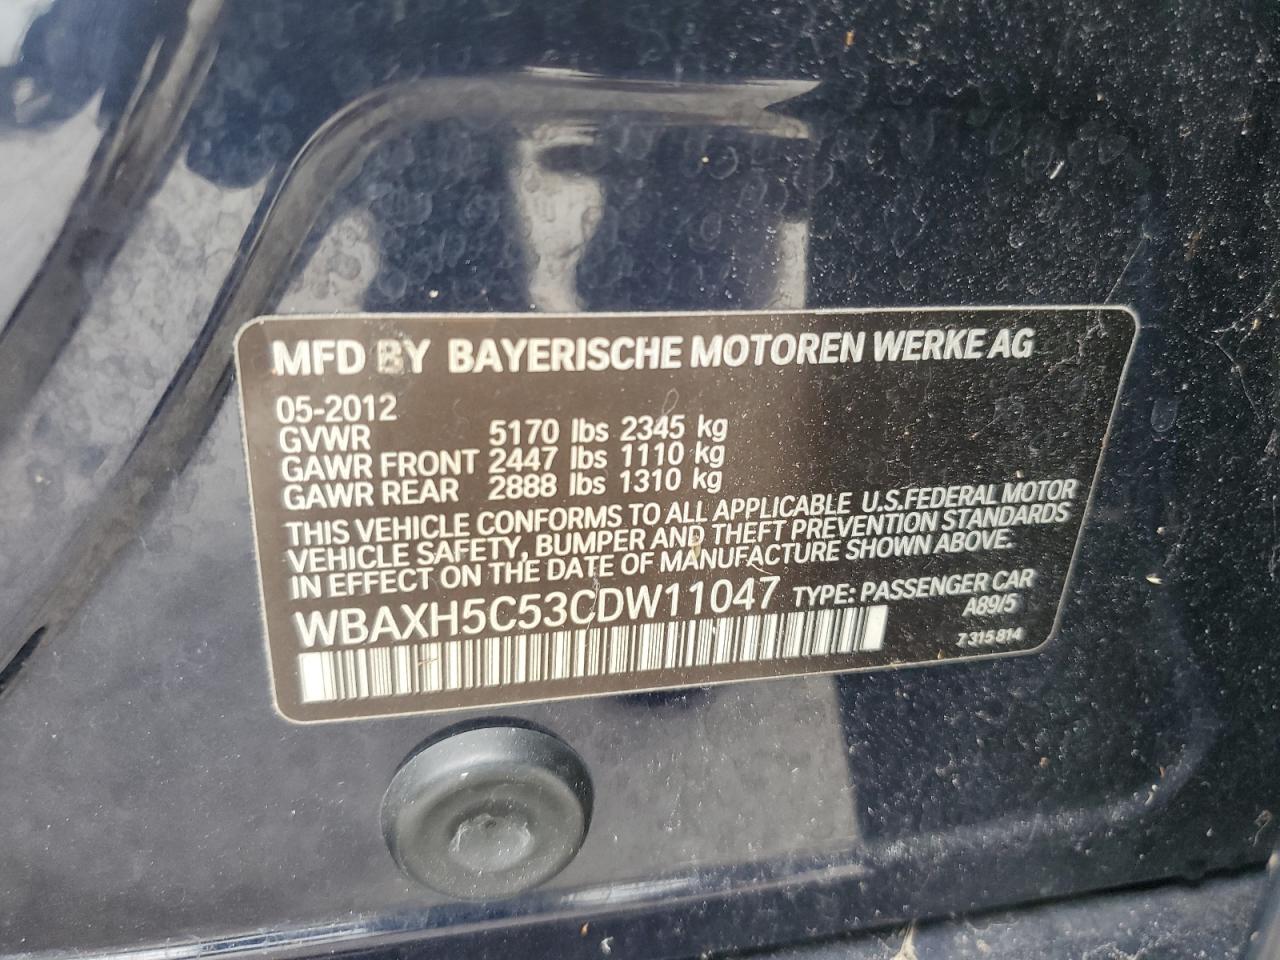 MFD BY BAYERISCHE MOTOREN WERKE AG
05-2012
GVWR 5170 lbs 2345 kg
GAWR FRONT 2447 lbs 1110 kg
GAWR REAR 2888 lbs 1310 kg
THIS VEHICLE CONFORMS TO ALL APPLICABLE U.S.FEDERAL MOTOR
VEHICLE SAFETY, BUMPER AND THEFT PREVENTION STANDARDS
IN EFFECT ON THE DATE OF MANUFACTURE SHOWN ABOVE.
WBAXH5C53CDW11047 TYPE: PASSENGER CAR
A89/5
7 315 814